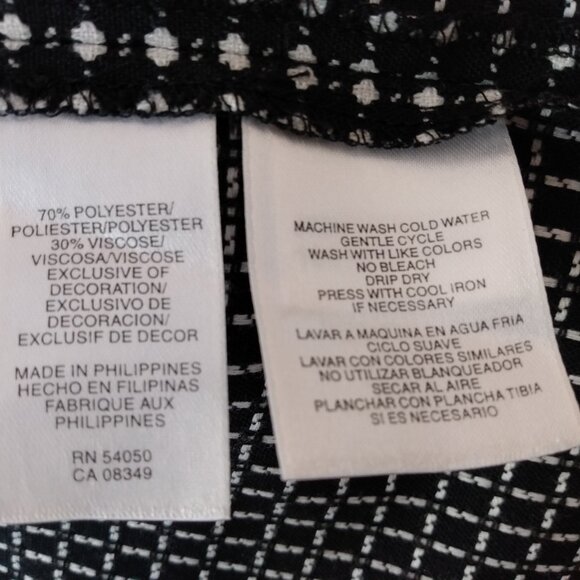 70% POLYESTER/
POLIESTER/POLYESTER
30% VISCOSE/
VISCOSA/VISCOSE
EXCLUSIVE OF
DECORATION/
EXCLUSIVO DE
DECORACION/
EXCLUSIF DE DECOR
MADE IN PHILIPPINES
HECHO EN FILIPINAS
FABRIQUE AUX
PHILIPPINES
RN 54050
CA 08349
MACHINE WASH COLD WATER
GENTLE CYCLE
WASH WITH LIKE COLORS
NO BLEACH
DRIP DRY
PRESS WITH COOL IRON
IF NECESSARY
LAVAR A MAQUINA EN AGUA FRIA
CICLO SUAVE
LAVAR CON COLORES SIMILARES
NO UTILIZAR BLANQUEADOR
SECAR AL AIRE
PLANCHAR CON PLANCHA TIBIA
SI ES NECESARIO